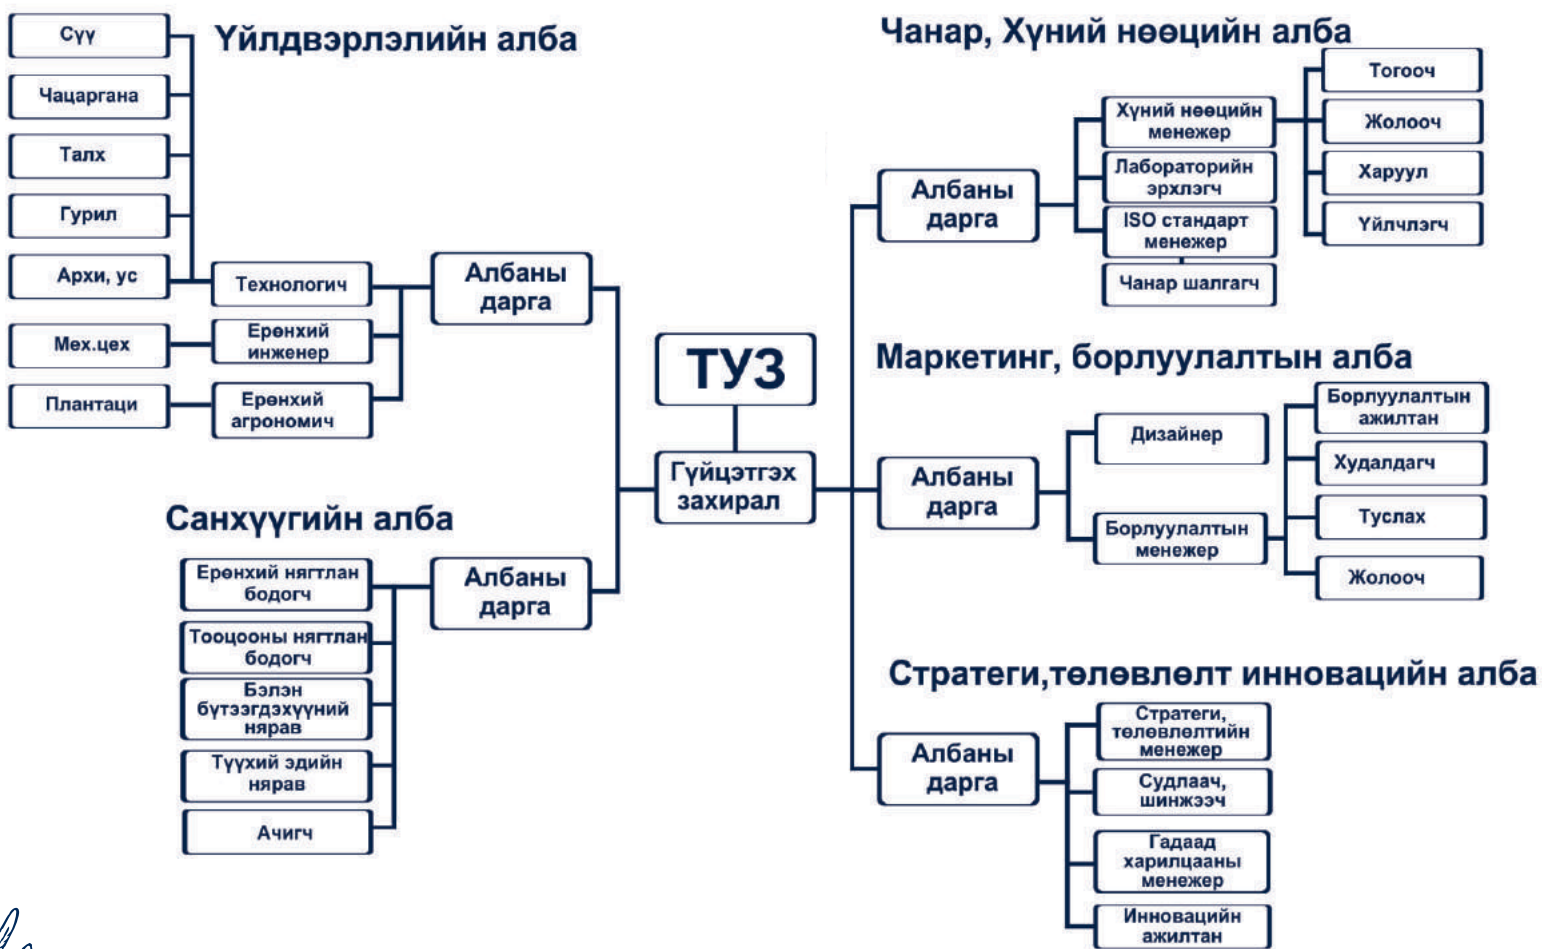 Үйлдвэрлэлийн алба
Сүү
Чацаргана
Талх
Гурил
Архи, ус
Мех.цех
Плантаци
Технологич
Ерөнхий
инженер
Ерөнхий
агрономич
Албаны
дарга
Санхүүгийн алба
Ерөнхий нягтлан
бодогч
Тооцооны нягтлан
бодогч
Бэлэн
бүтээгдэхүүний
нярав
Түүхий эдийн
нярав
Ачигч
Албаны
дарга
ТУЗ
Гүйцэтгэх
захирал
Чанар, Хүний нөөцийн алба
Албаны
дарга
Хүний нөөцийн
менежер
Лабораторийн
эрхлэгч
ISO стандарт
менежер
Чанар шалгагч
Тогооч
Жолооч
Харуул
Үйлчлэгч
Маркетинг, борлуулалтын алба
Албаны
дарга
Дизайнер
Борлуулалтын
менежер
Борлуулалтын
ажилтан
Худалдагч
Туслах
Жолооч
Стратеги,төлөвлөлт инновацийн алба
Албаны
дарга
Стратеги,
төлөвлөлтийн
менежер
Судлаач,
шинжээч
Гадаад
харилцааны
менежер
Инновацийн
ажилтан